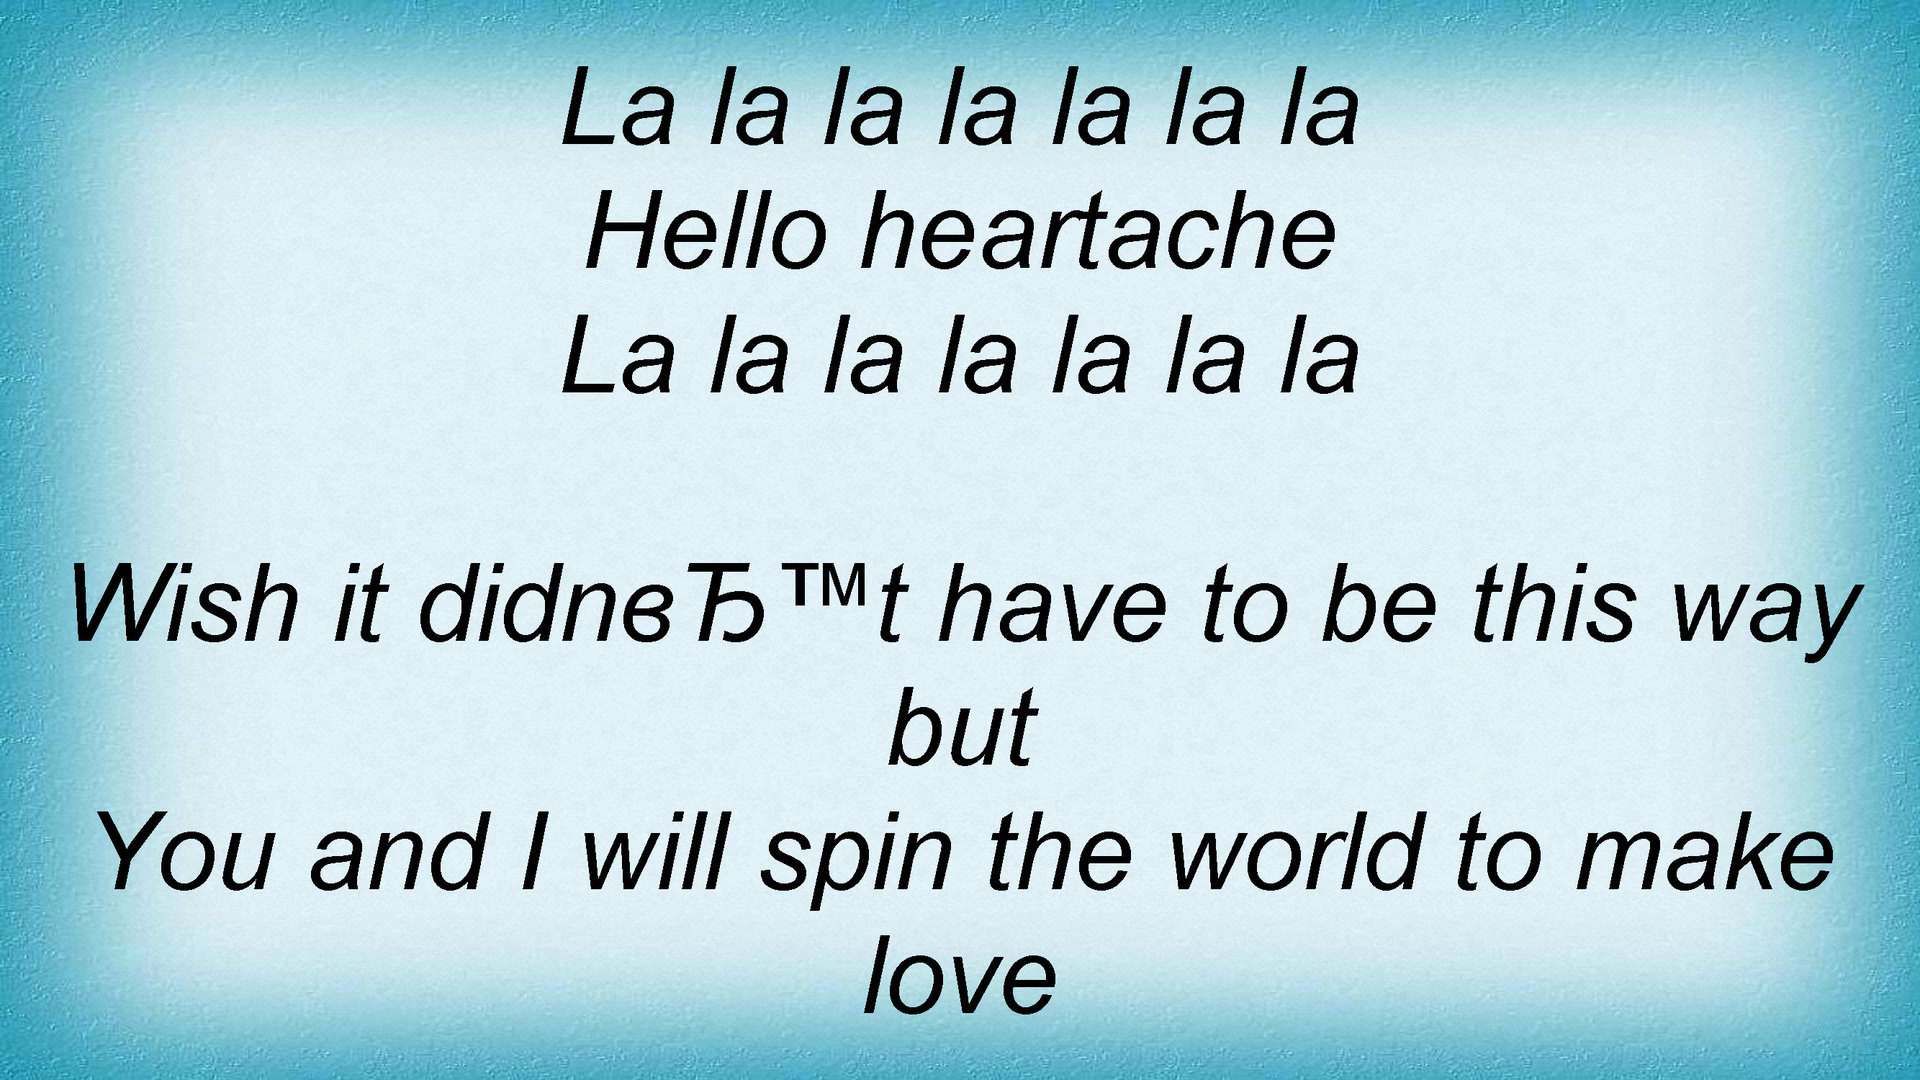 La la la la la la la
Hello heartache
La la la la la la la
Wish it didnвЂ™t have to be this way
but
You and I will spin the world to make
love